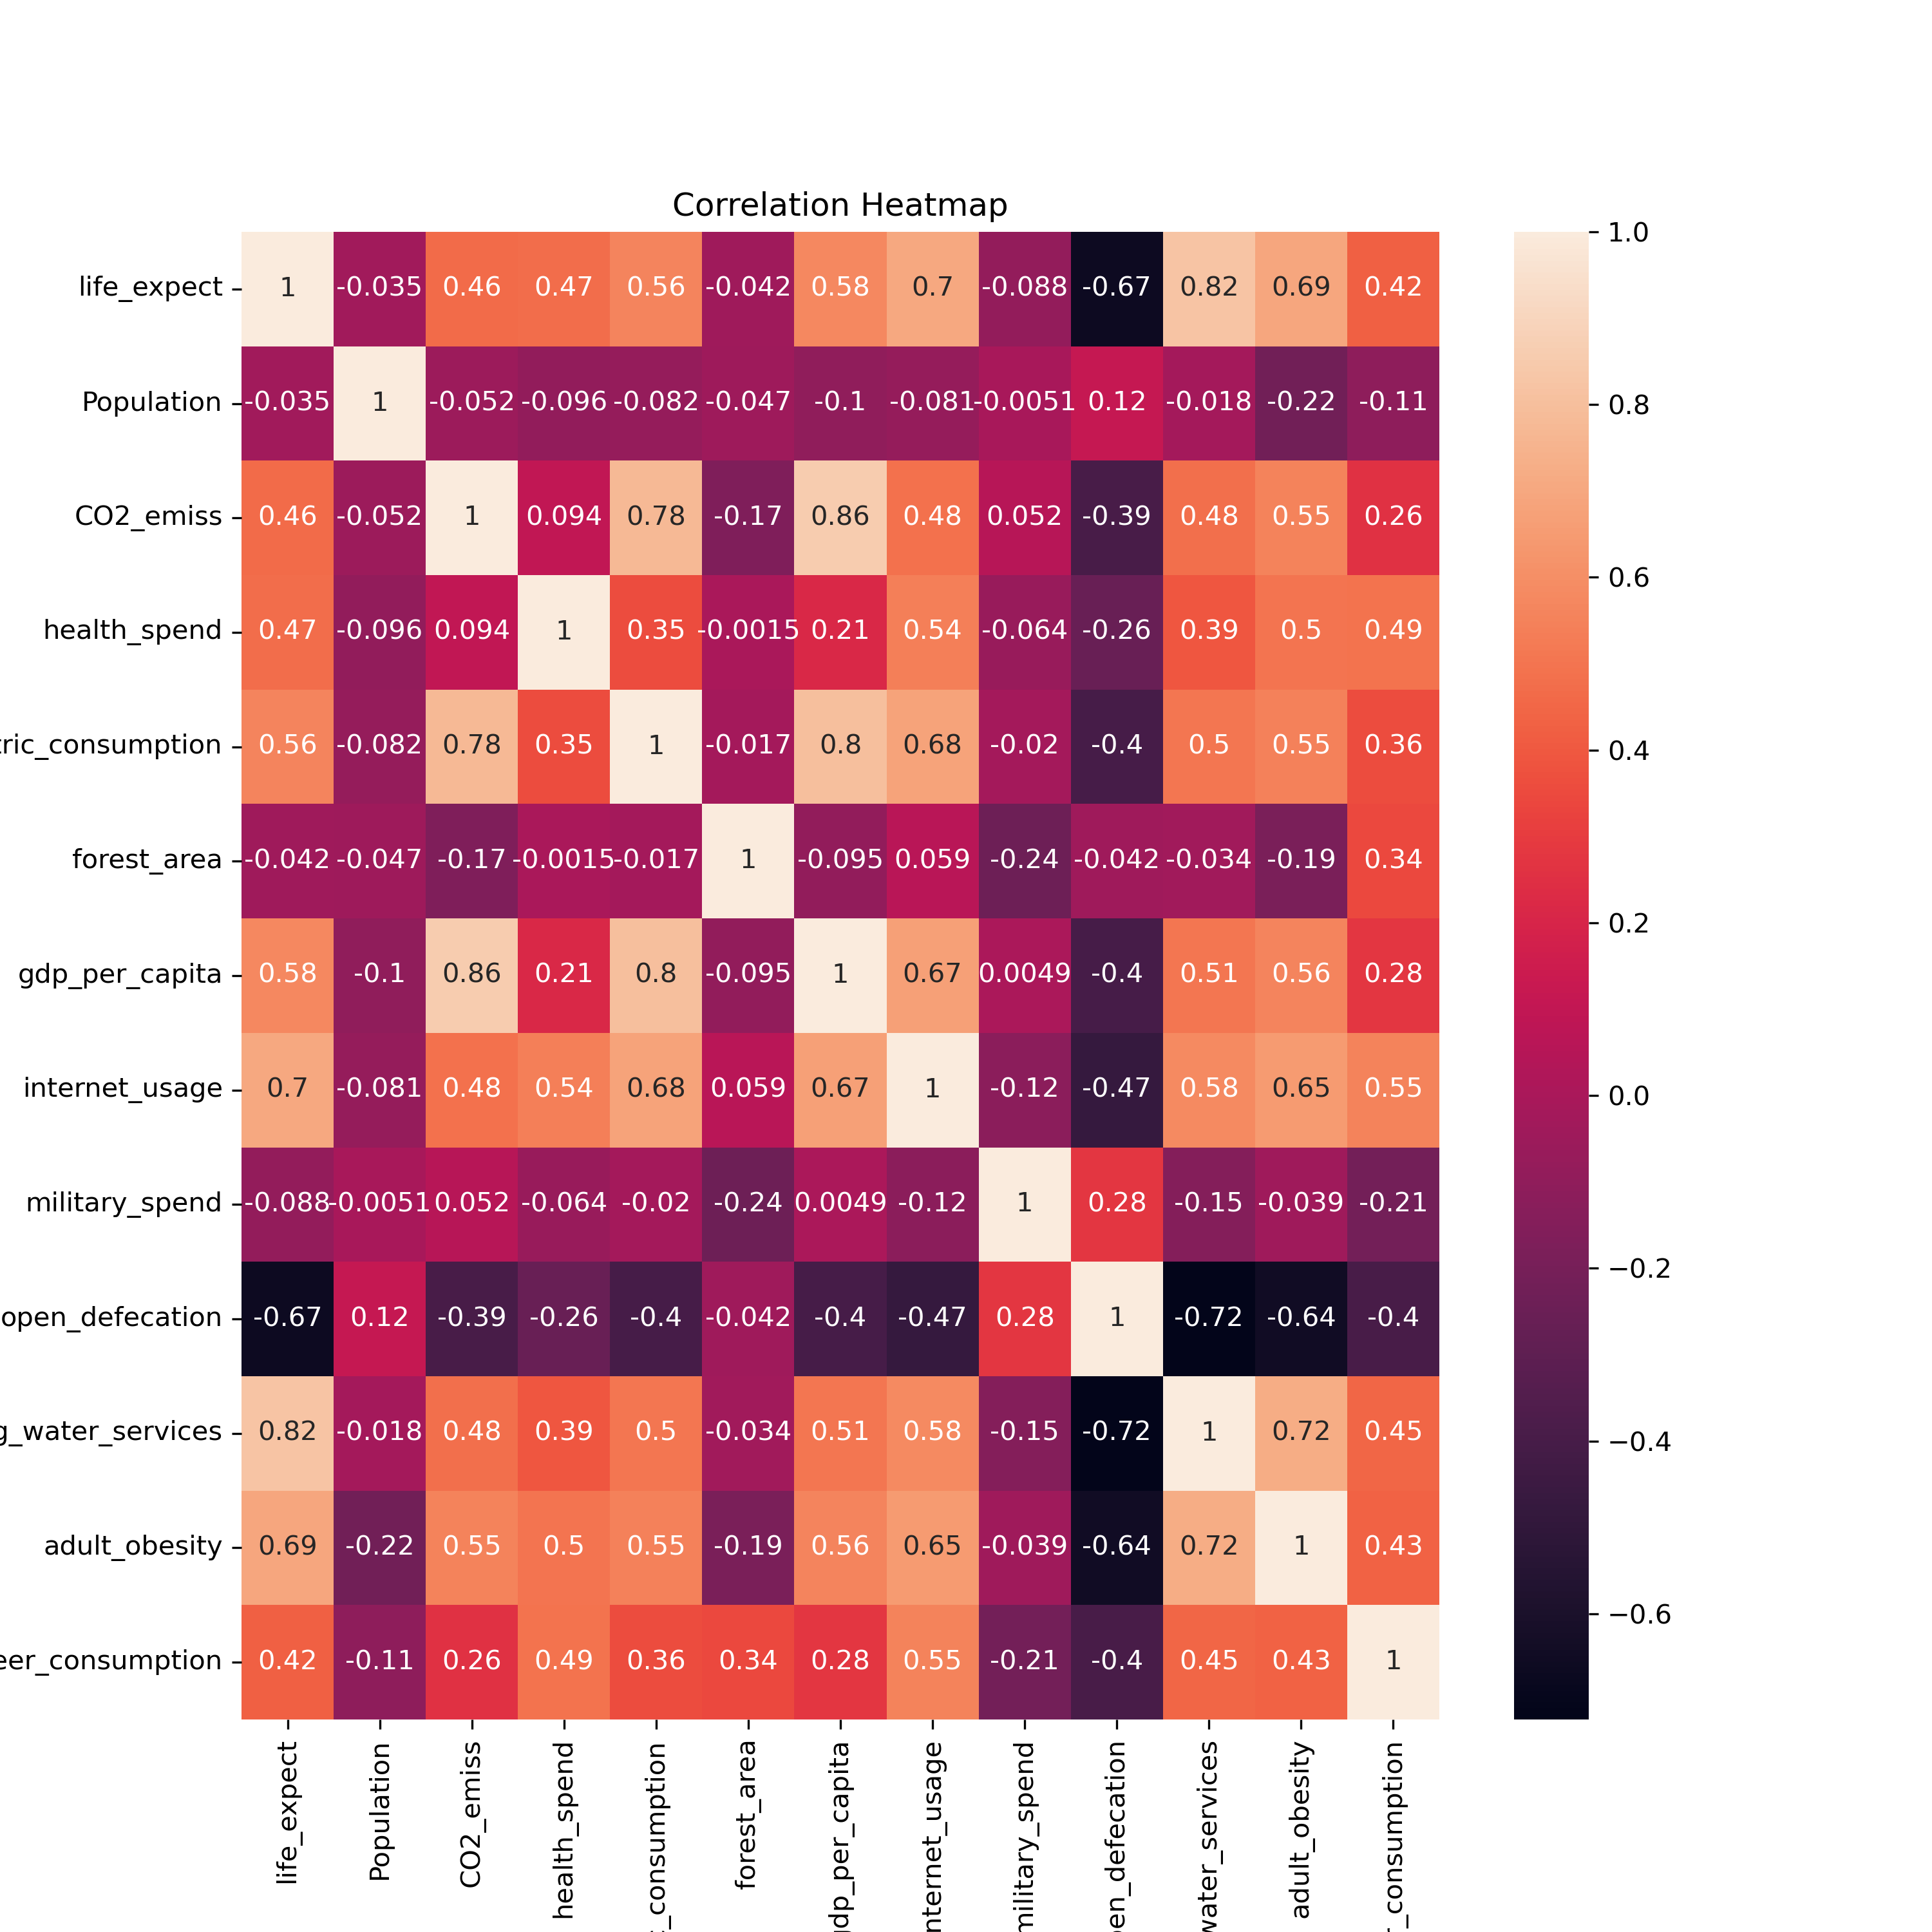 Correlation Heatmap
life_expect 1 -0.035 0.46 0.47 0.56 -0.042 0.58 0.7 -0.088 -0.67 0.82 0.69 0.42
Population -0.035 1 -0.052 -0.096 -0.082 -0.047 -0.1 -0.081 -0.0051 0.12 -0.018 -0.22 -0.11
CO2_emiss 0.46 -0.052 1 0.094 0.78 -0.17 0.86 0.48 0.052 -0.39 0.48 0.55 0.26
health_spend 0.47 -0.096 0.094 1 0.35 -0.0015 0.21 0.54 -0.064 -0.26 0.39 0.5 0.49
ric_consumption 0.56 -0.082 0.78 0.35 1 -0.017 0.8 0.68 -0.02 -0.4 0.5 0.55 0.36
forest_area -0.042 -0.047 -0.17 -0.0015 -0.017 1 -0.095 0.059 -0.24 -0.042 -0.034 -0.19 0.34
gdp_per_capita 0.58 -0.1 0.86 0.21 0.8 -0.095 1 0.67 0.0049 -0.4 0.51 0.56 0.28
internet_usage 0.7 -0.081 0.48 0.54 0.68 0.059 0.67 1 -0.12 -0.47 0.58 0.65 0.55
military_spend -0.088 -0.0051 0.052 -0.064 -0.02 -0.24 0.0049 -0.12 1 0.28 -0.15 -0.039 -0.21
open_defecation -0.67 0.12 -0.39 -0.26 -0.4 -0.042 -0.4 -0.47 0.28 1 -0.72 -0.64 -0.4
g_water_services 0.82 -0.018 0.48 0.39 0.5 -0.034 0.51 0.58 -0.15 -0.72 1 0.72 0.45
adult_obesity 0.69 -0.22 0.55 0.5 0.55 -0.19 0.56 0.65 -0.039 -0.64 0.72 1 0.43
eer_consumption 0.42 -0.11 0.26 0.49 0.36 0.34 0.28 0.55 -0.21 -0.4 0.45 0.43 1
life_expect
Population
CO2_emiss
health_spend
_consumption
forest_area
gdp_per_capita
nternet_usage
military_spend
en_defecation
water_services
adult_obesity
r_consumption
1.0
0.8
0.6
0.4
0.2
0.0
−0.2
−0.4
−0.6